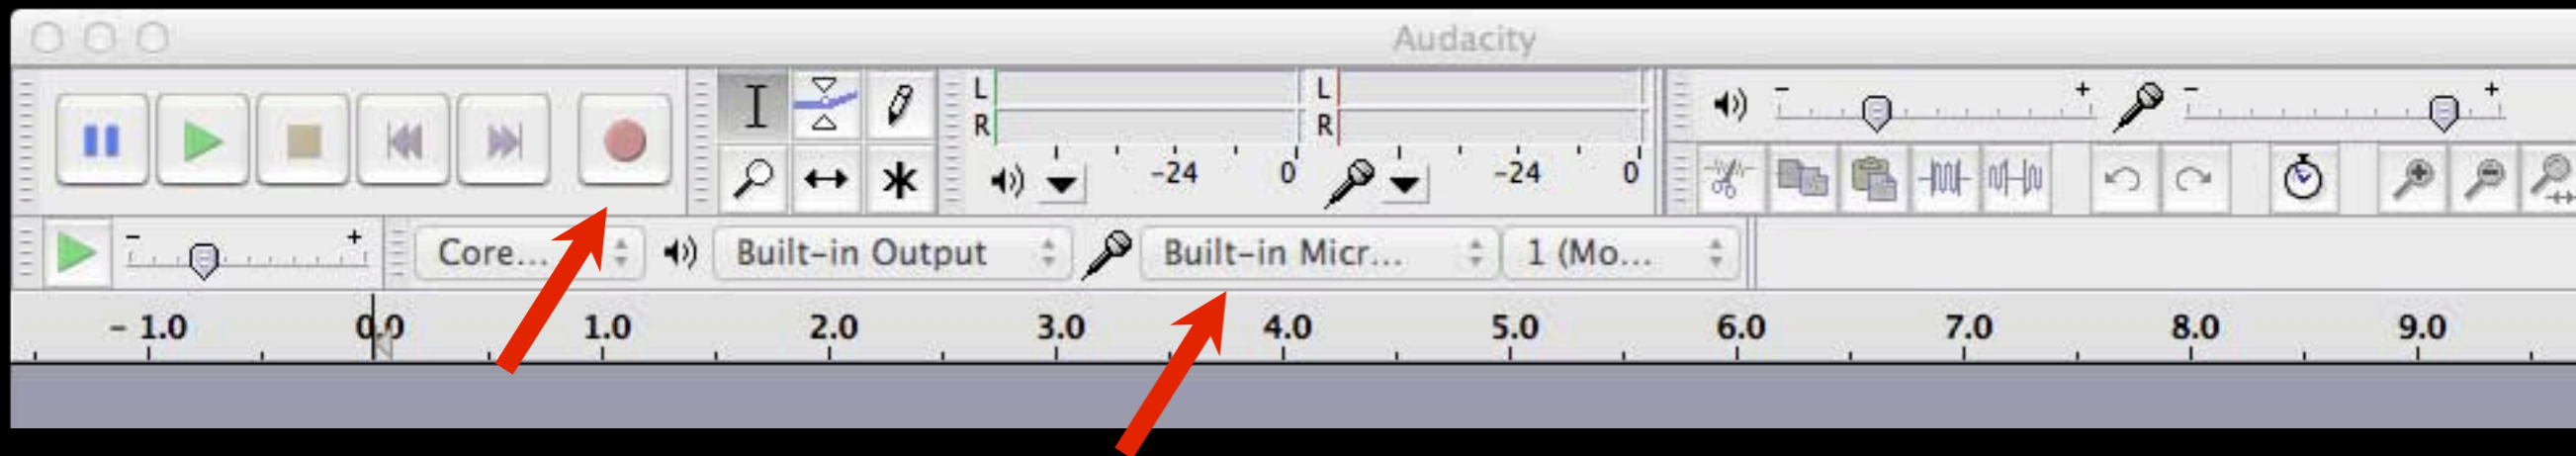 Audacity
L
R
-24 0
L
R
-24 0
- +
- +
- +
Core... Built-in Output Built-in Micr... 1 (Mo...
- 1.0 0.0 1.0 2.0 3.0 4.0 5.0 6.0 7.0 8.0 9.0